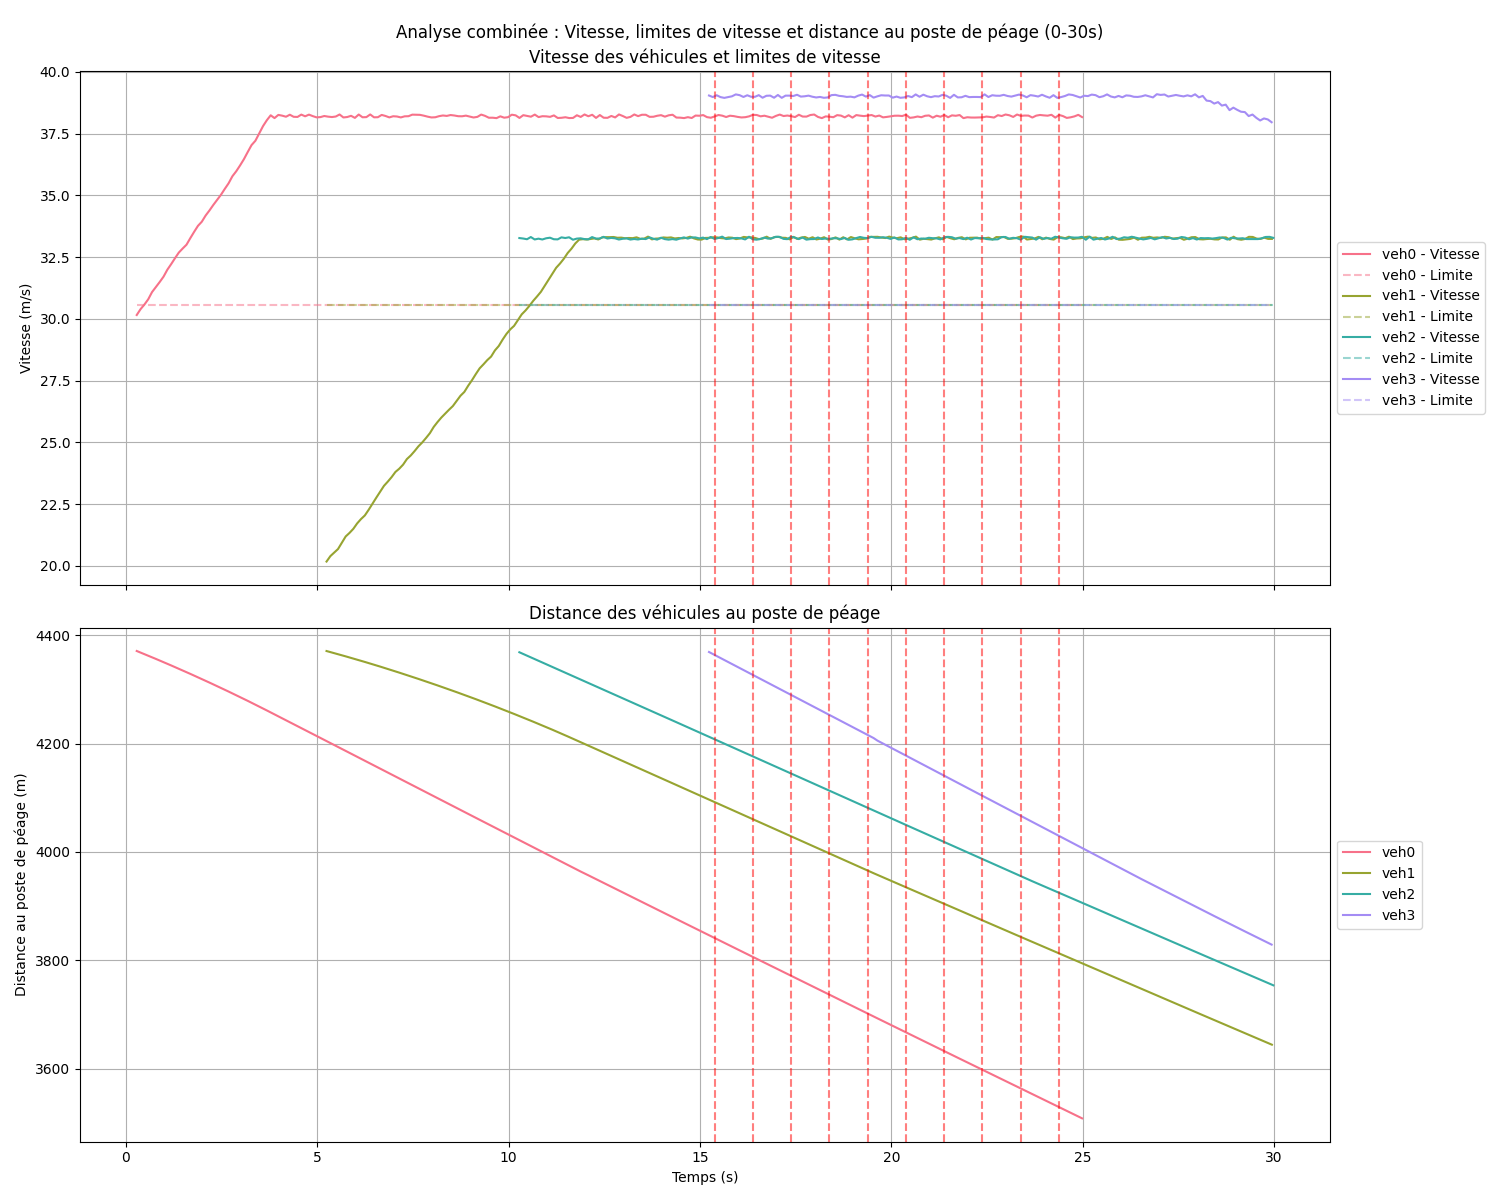 Analyse combinée : Vitesse, limites de vitesse et distance au poste de péage (0-30s)
Vitesse des véhicules et limites de vitesse
40.0
37.5
35.0
32.5
30.0
27.5
25.0
22.5
20.0
Vitesse (m/s)
veh0 - Vitesse
veh0 - Limite
veh1 - Vitesse
veh1 - Limite
veh2 - Vitesse
veh2 - Limite
veh3 - Vitesse
veh3 - Limite
Distance des véhicules au poste de péage
4400
4200
4000
3800
3600
Distance au poste de péage (m)
veh0
veh1
veh2
veh3
0 5 10 15 20 25 30
Temps (s)